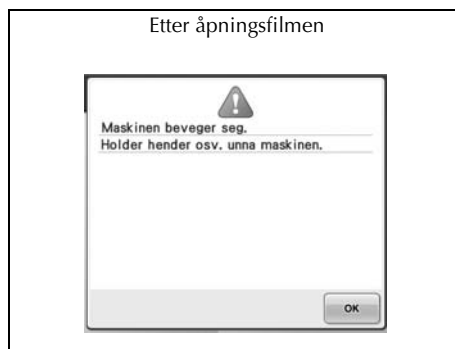 Etter åpningsfilmen
Maskinen beveger seg.
Holder hender osv. unna maskinen.
OK